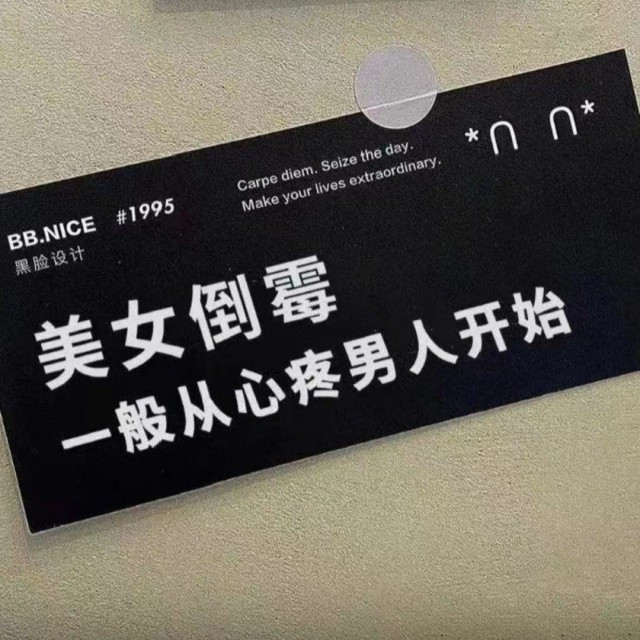 BB.NICE #1995
黑脸设计
Carpe diem. Seize the day.
Make your lives extraordinary.
*∩ ∩*
美女倒霉
一般从心疼男人开始